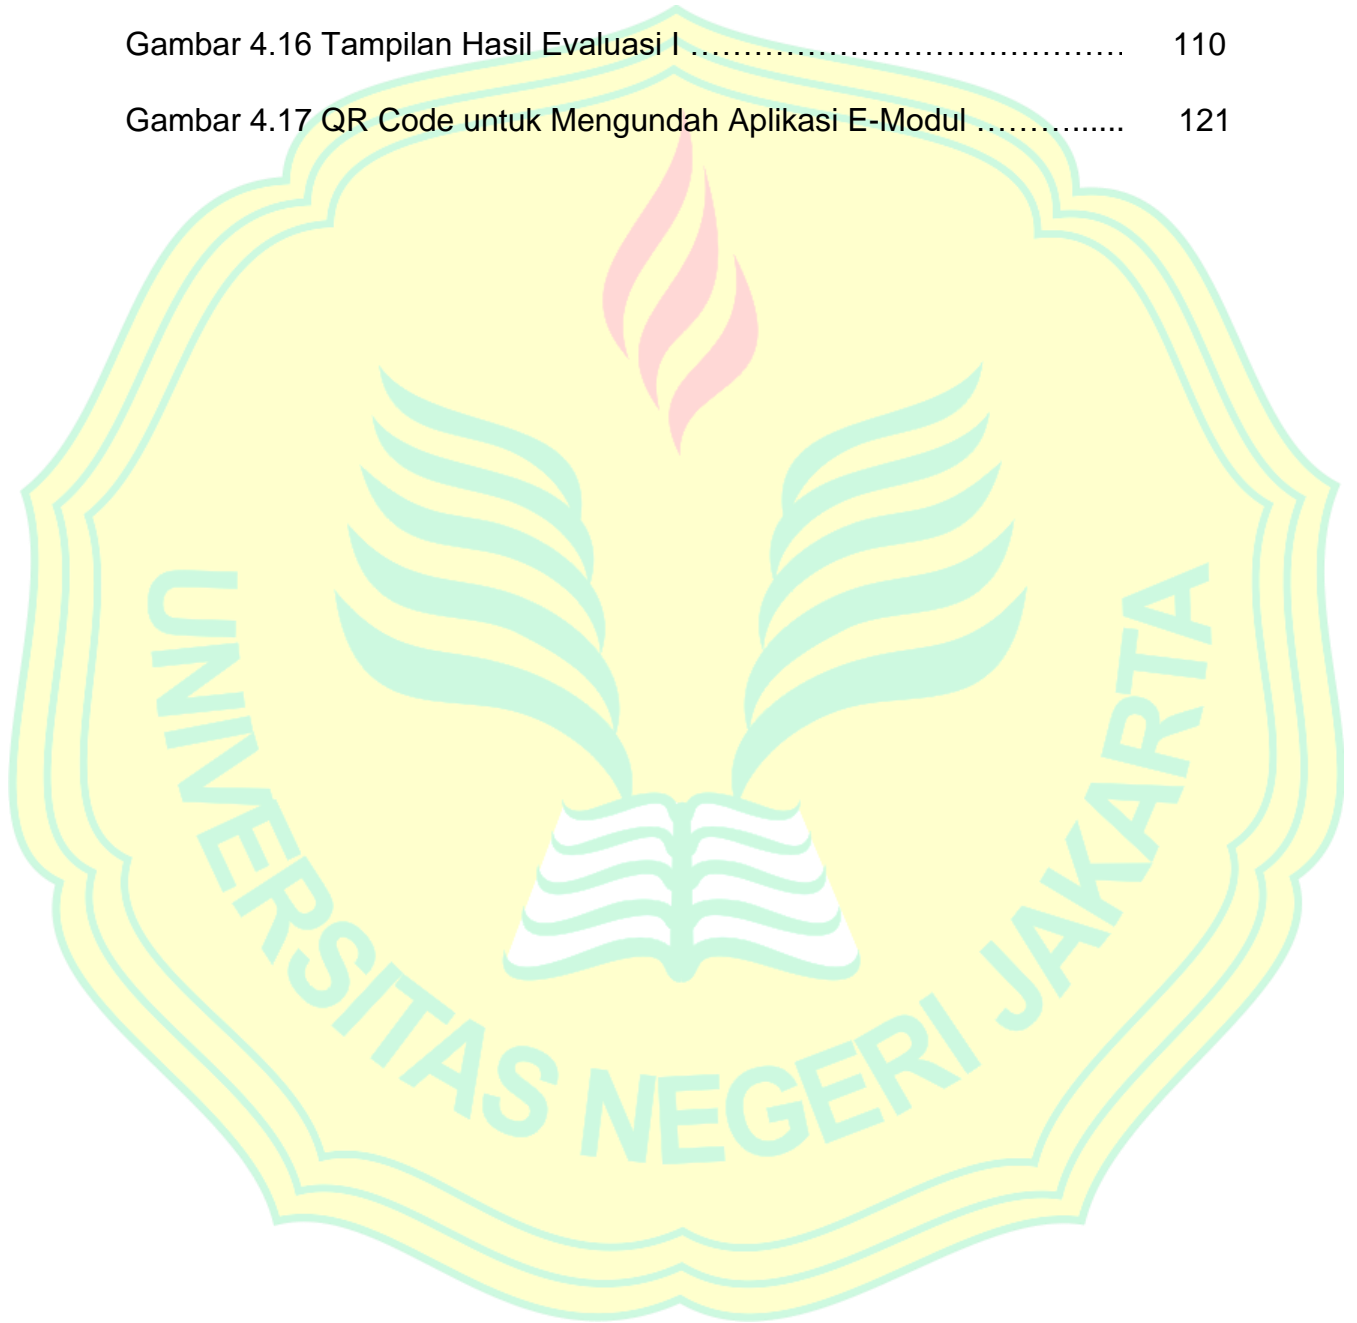 Gambar 4.16 Tampilan Hasil Evaluasi I …………………………………… 110
Gambar 4.17 QR Code untuk Mengundah Aplikasi E-Modul ………...... 121
UNIVERSITAS NEGERI JAKARTA